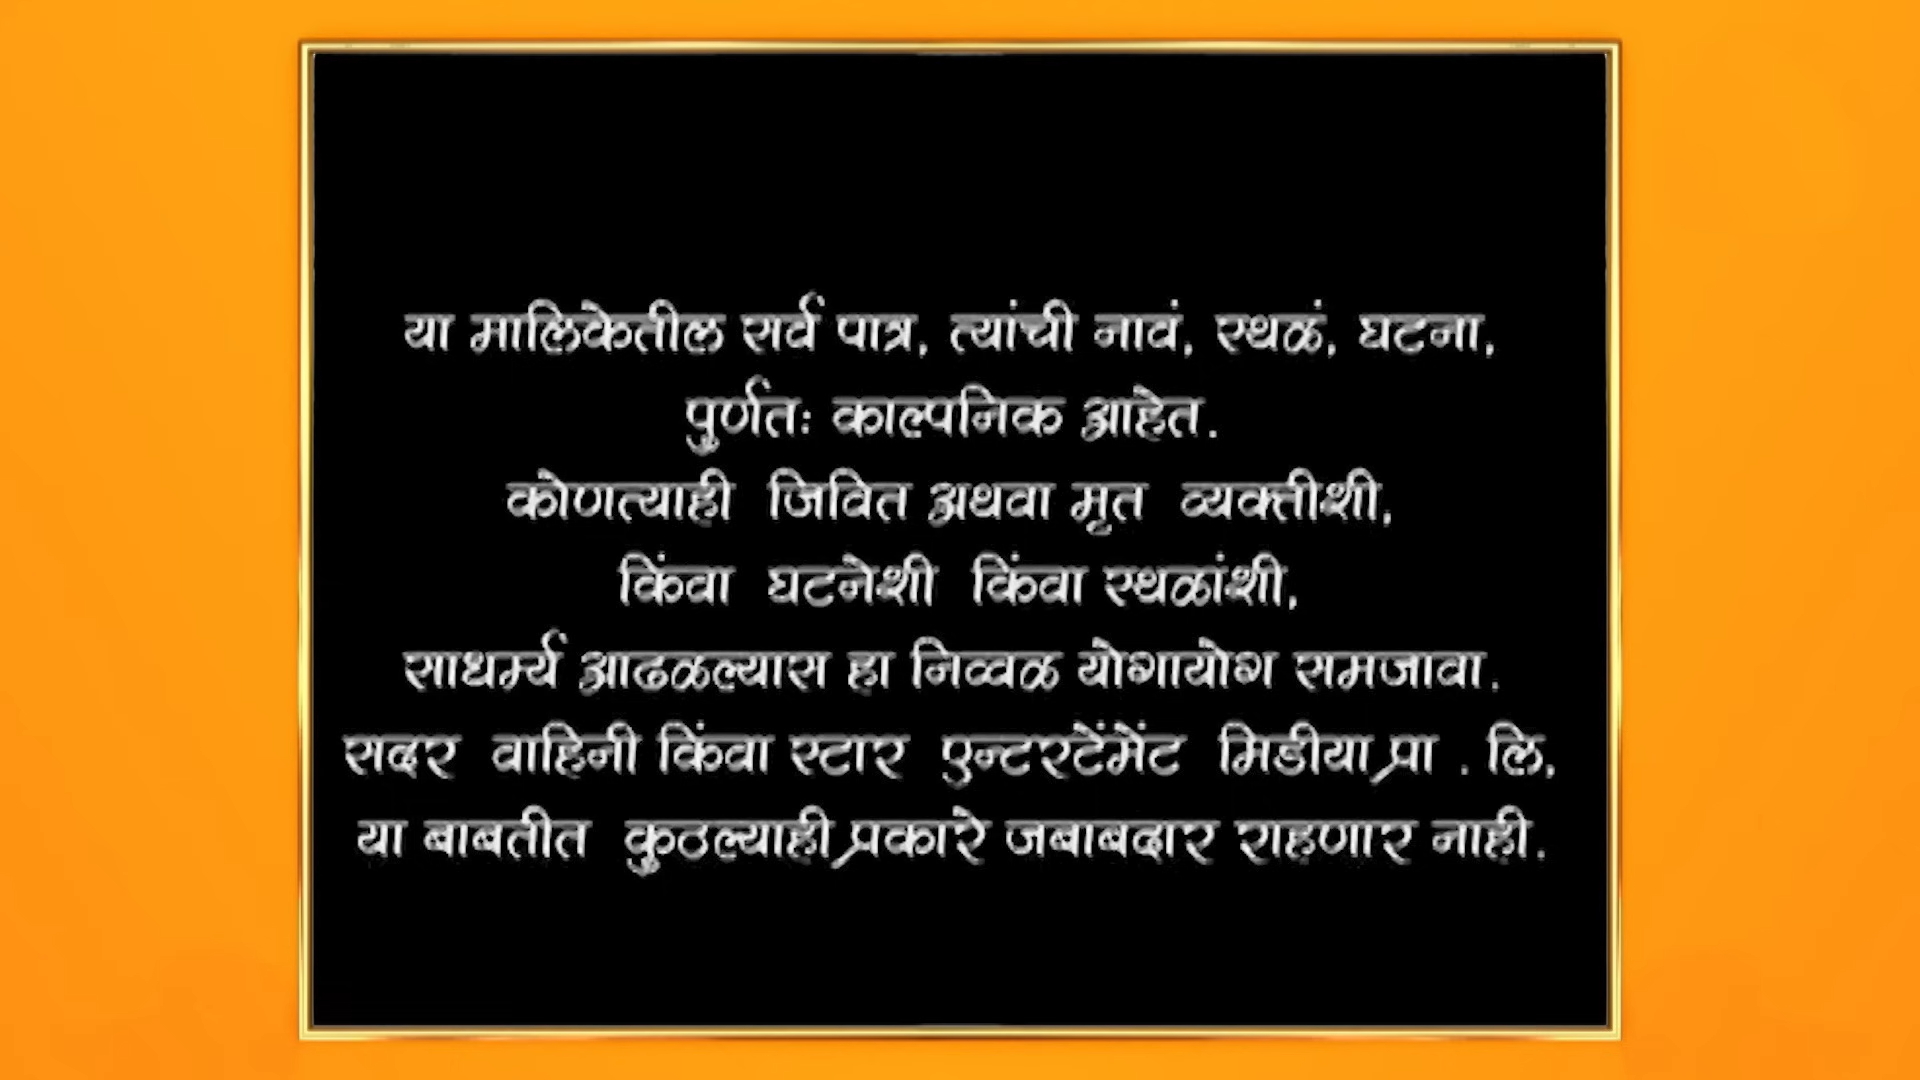 या मालिकेतील सर्व पात्र, त्यांची नावं, स्थळं, घटना,
पुर्णतः काल्पनिक आहेत.
कोणत्याही जिवित अथवा मृत व्यक्तीशी,
किंवा घटनेशी किंवा स्थळांशी,
साधर्म्य आढळल्यास हा निव्वळ योगायोग समजावा.
सदर वाहिनी किंवा स्टार एन्टरटेंमेंट मिडीया प्रा . लि.
या बाबतीत कुठल्याही प्रकारे जबाबदार राहणार नाही.